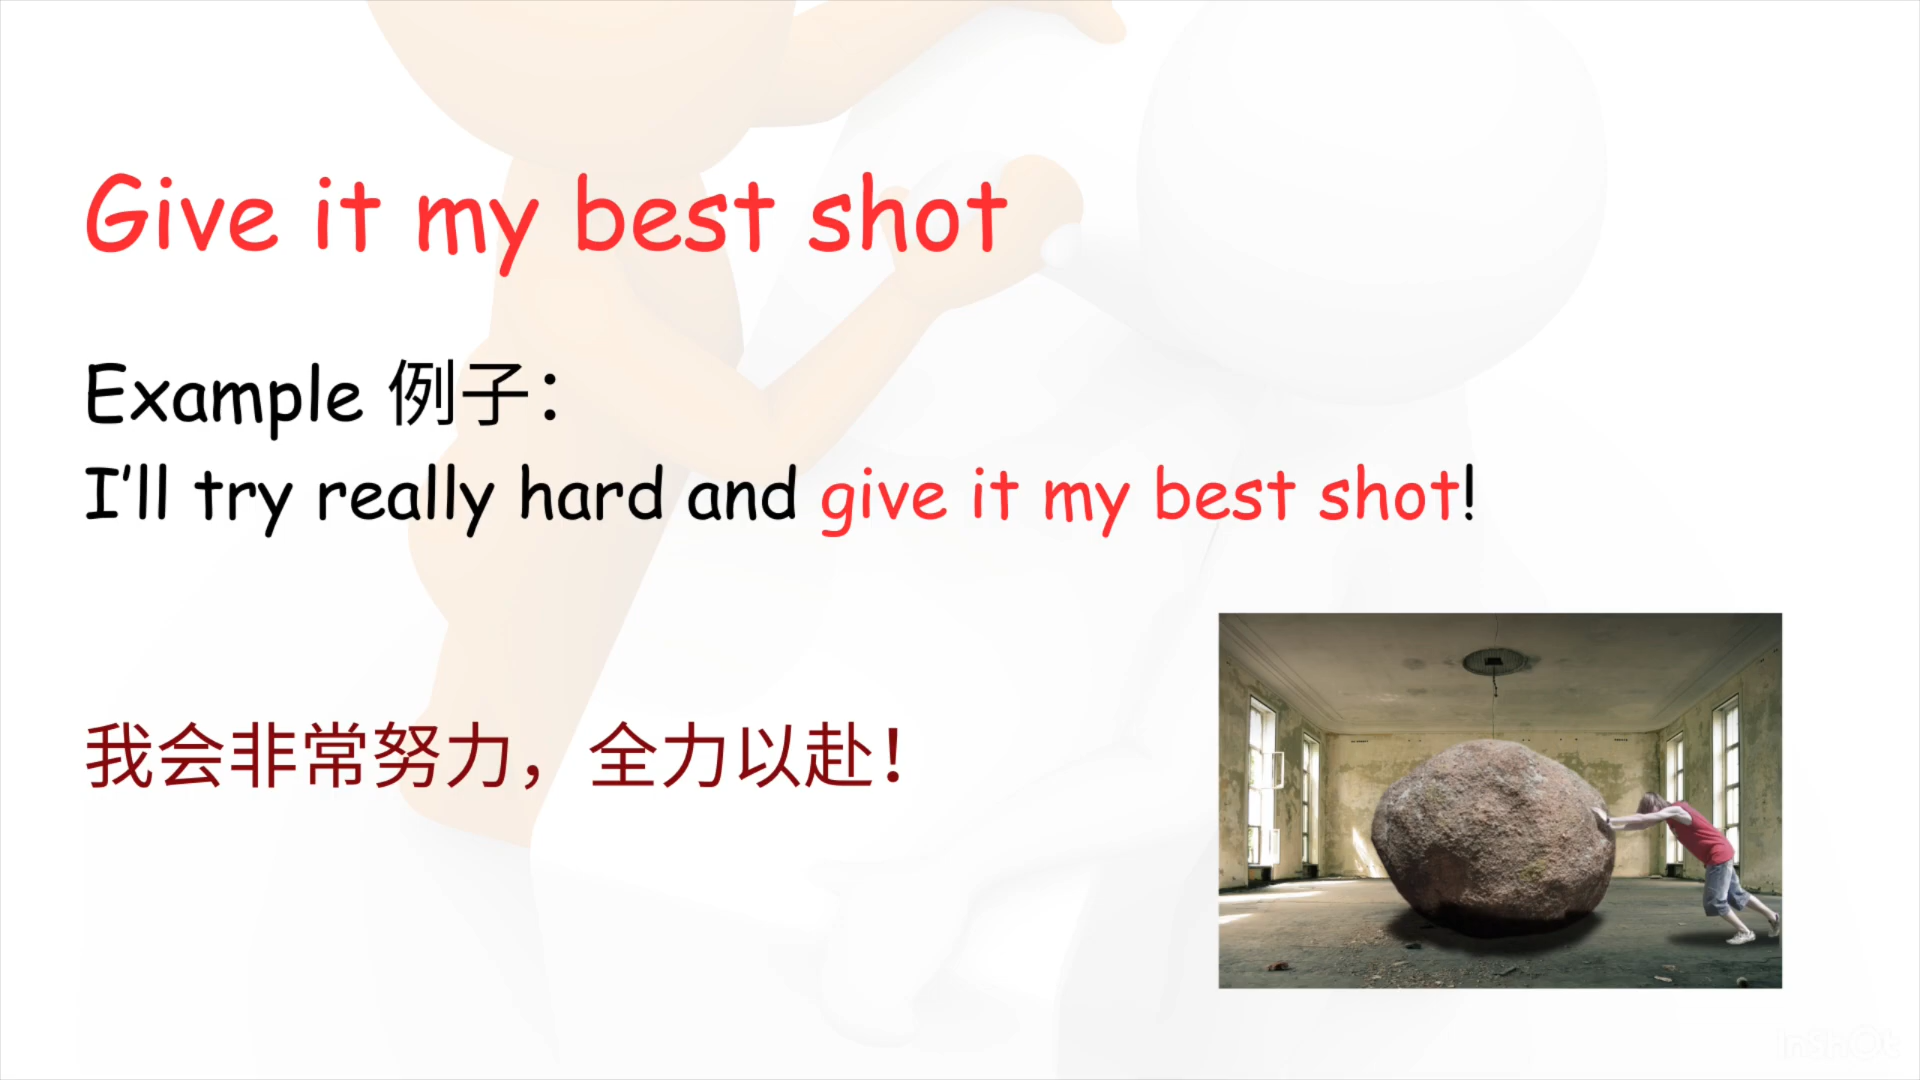 Give it my best shot
Example 例子：
I'll try really hard and give it my best shot!
我会非常努力，全力以赴！
InShOt